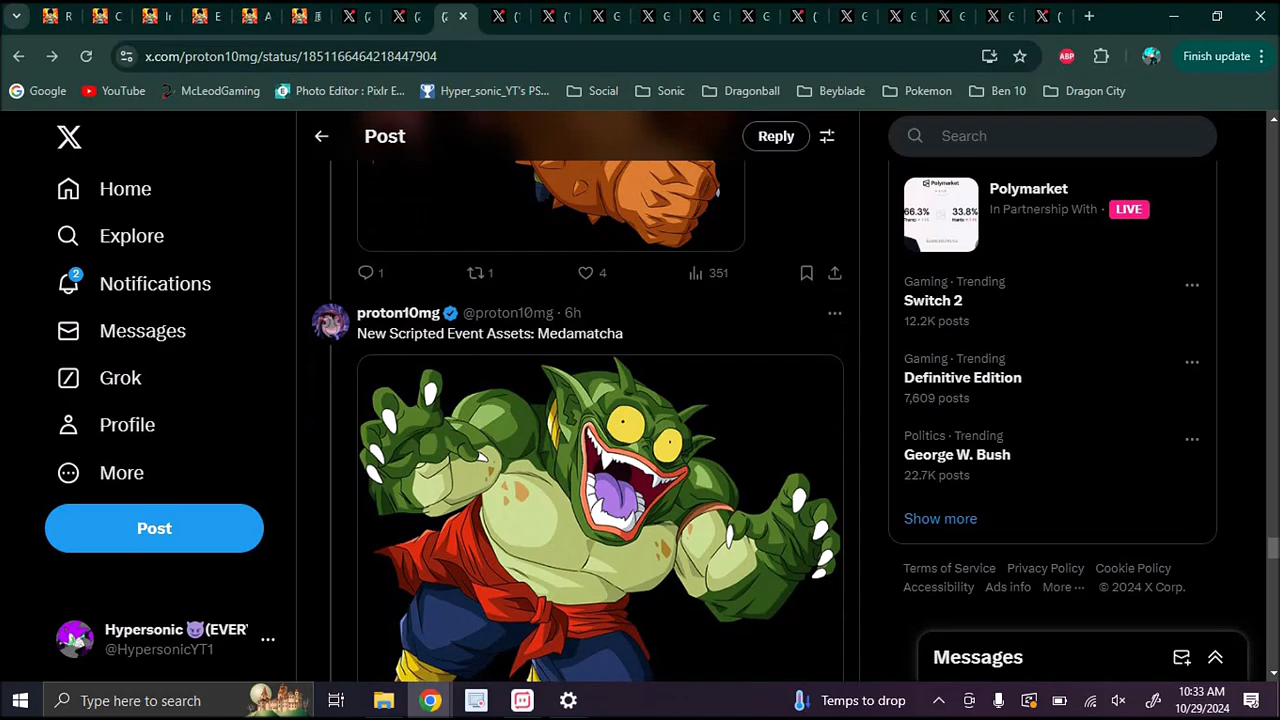 R
C
In
E
A
(
(
(
('
('
G
G
G
G
(
G
G
G
G
(
x.com/proton10mg/status/1851166464218447904
ABP
Finish update
Google
YouTube
McLeodGaming
Photo Editor : Pixlr E...
Hyper_sonic_YT's PS...
Social
Sonic
Dragonball
Beyblade
Pokemon
Ben 10
Dragon City
Home
Explore
2
Notifications
Messages
Grok
Profile
More
Post
Hypersonic 😈(EVER'
@HypersonicYT1
Post
Reply
1
1
4
351
proton10mg @proton10mg · 6h
New Scripted Event Assets: Medamatcha
Search
Polymarket
66.3% 33.8%
Polymarket
In Partnership With · LIVE
Gaming · Trending
Switch 2
12.2K posts
Gaming · Trending
Definitive Edition
7,609 posts
Politics · Trending
George W. Bush
22.7K posts
Show more
Terms of Service Privacy Policy Cookie Policy
Accessibility Ads info More ··· © 2024 X Corp.
Messages
Type here to search
Temps to drop
:33 AM
10/29/2024